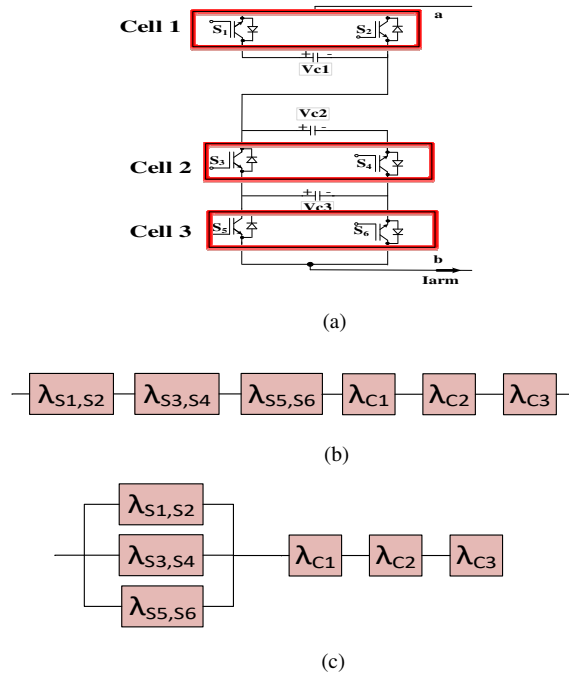 a
Cell 1
S1 S2
+ -
Vc1
Vc2
+ -
Cell 2
S3 S4
+ -
Vc3
Cell 3
S5 S6
b
Iarm
(a)
λS1,S2 λS3,S4 λS5,S6 λC1 λC2 λC3
(b)
λS1,S2
λS3,S4 λC1 λC2 λC3
λS5,S6
(c)